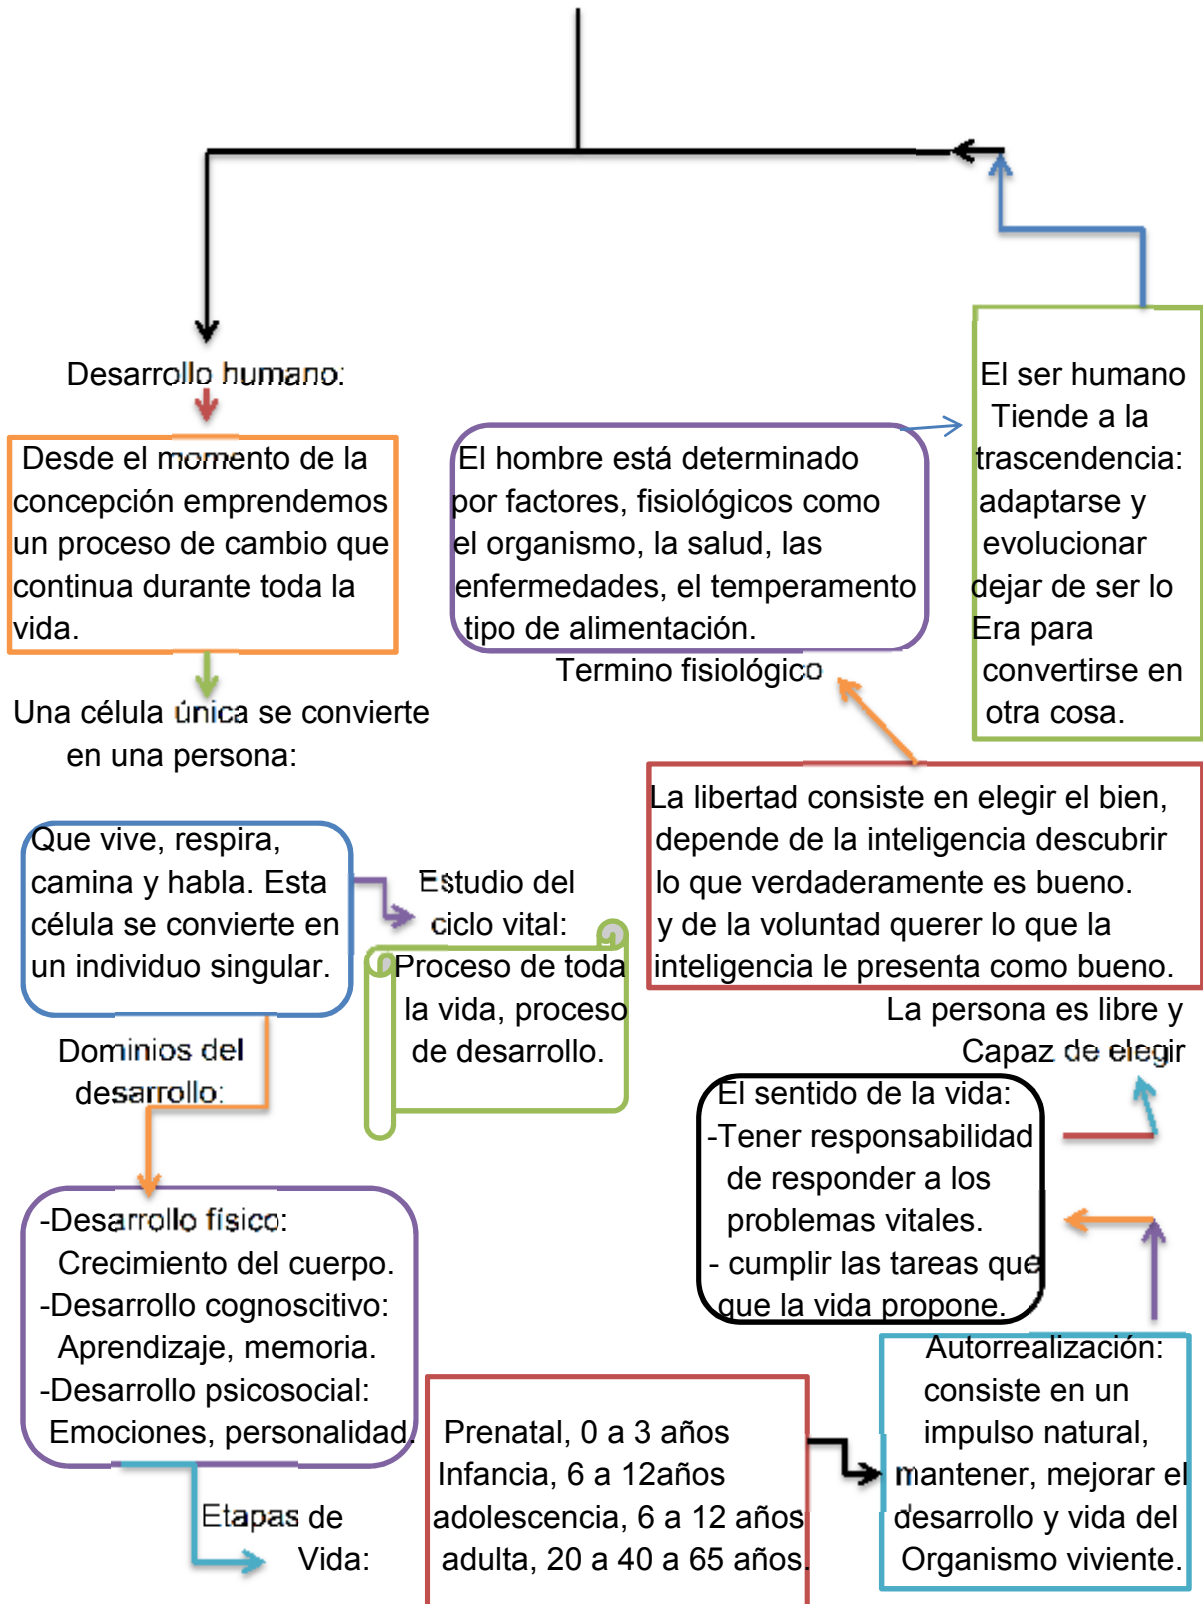 Desarrollo humano:
Desde el momento de la
concepción emprendemos
un proceso de cambio que
continua durante toda la
vida.
Una célula única se convierte
en una persona:
Que vive, respira,
camina y habla. Esta
célula se convierte en
un individuo singular.
Estudio del
ciclo vital:
Proceso de toda
la vida, proceso
de desarrollo.
Dominios del
desarrollo:
-Desarrollo físico:
Crecimiento del cuerpo.
-Desarrollo cognoscitivo:
Aprendizaje, memoria.
-Desarrollo psicosocial:
Emociones, personalidad.
Etapas de
Vida:
Prenatal, 0 a 3 años
Infancia, 6 a 12años
adolescencia, 6 a 12 años
adulta, 20 a 40 a 65 años.
Autorrealización:
consiste en un
impulso natural,
mantener, mejorar el
desarrollo y vida del
Organismo viviente.
El sentido de la vida:
-Tener responsabilidad
de responder a los
problemas vitales.
- cumplir las tareas que
que la vida propone.
La persona es libre y
Capaz de elegir
La libertad consiste en elegir el bien,
depende de la inteligencia descubrir
lo que verdaderamente es bueno.
y de la voluntad querer lo que la
inteligencia le presenta como bueno.
Termino fisiológico
El hombre está determinado
por factores, fisiológicos como
el organismo, la salud, las
enfermedades, el temperamento
tipo de alimentación.
El ser humano
Tiende a la
trascendencia:
adaptarse y
evolucionar
dejar de ser lo
Era para
convertirse en
otra cosa.